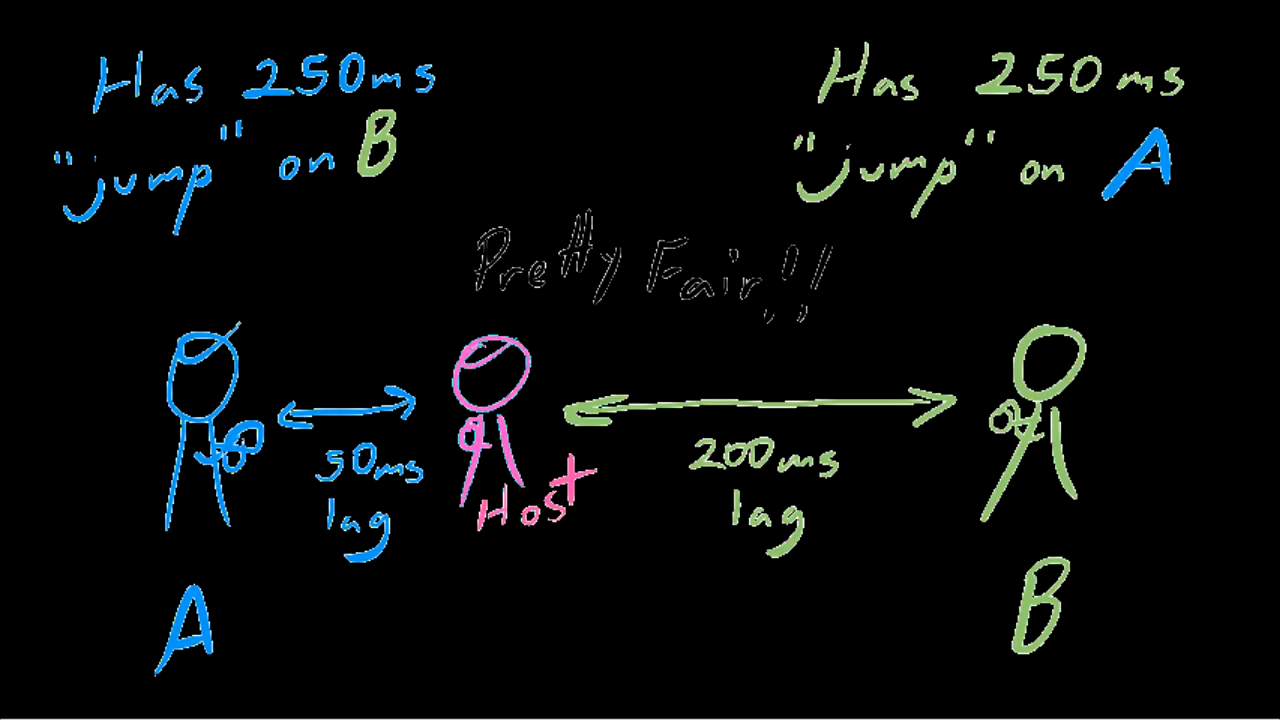 Has 250ms
"jump" on B
Has 250ms
"jump" on A
Pretty Fair!!
50ms
lag
Host
200ms
lag
A
B